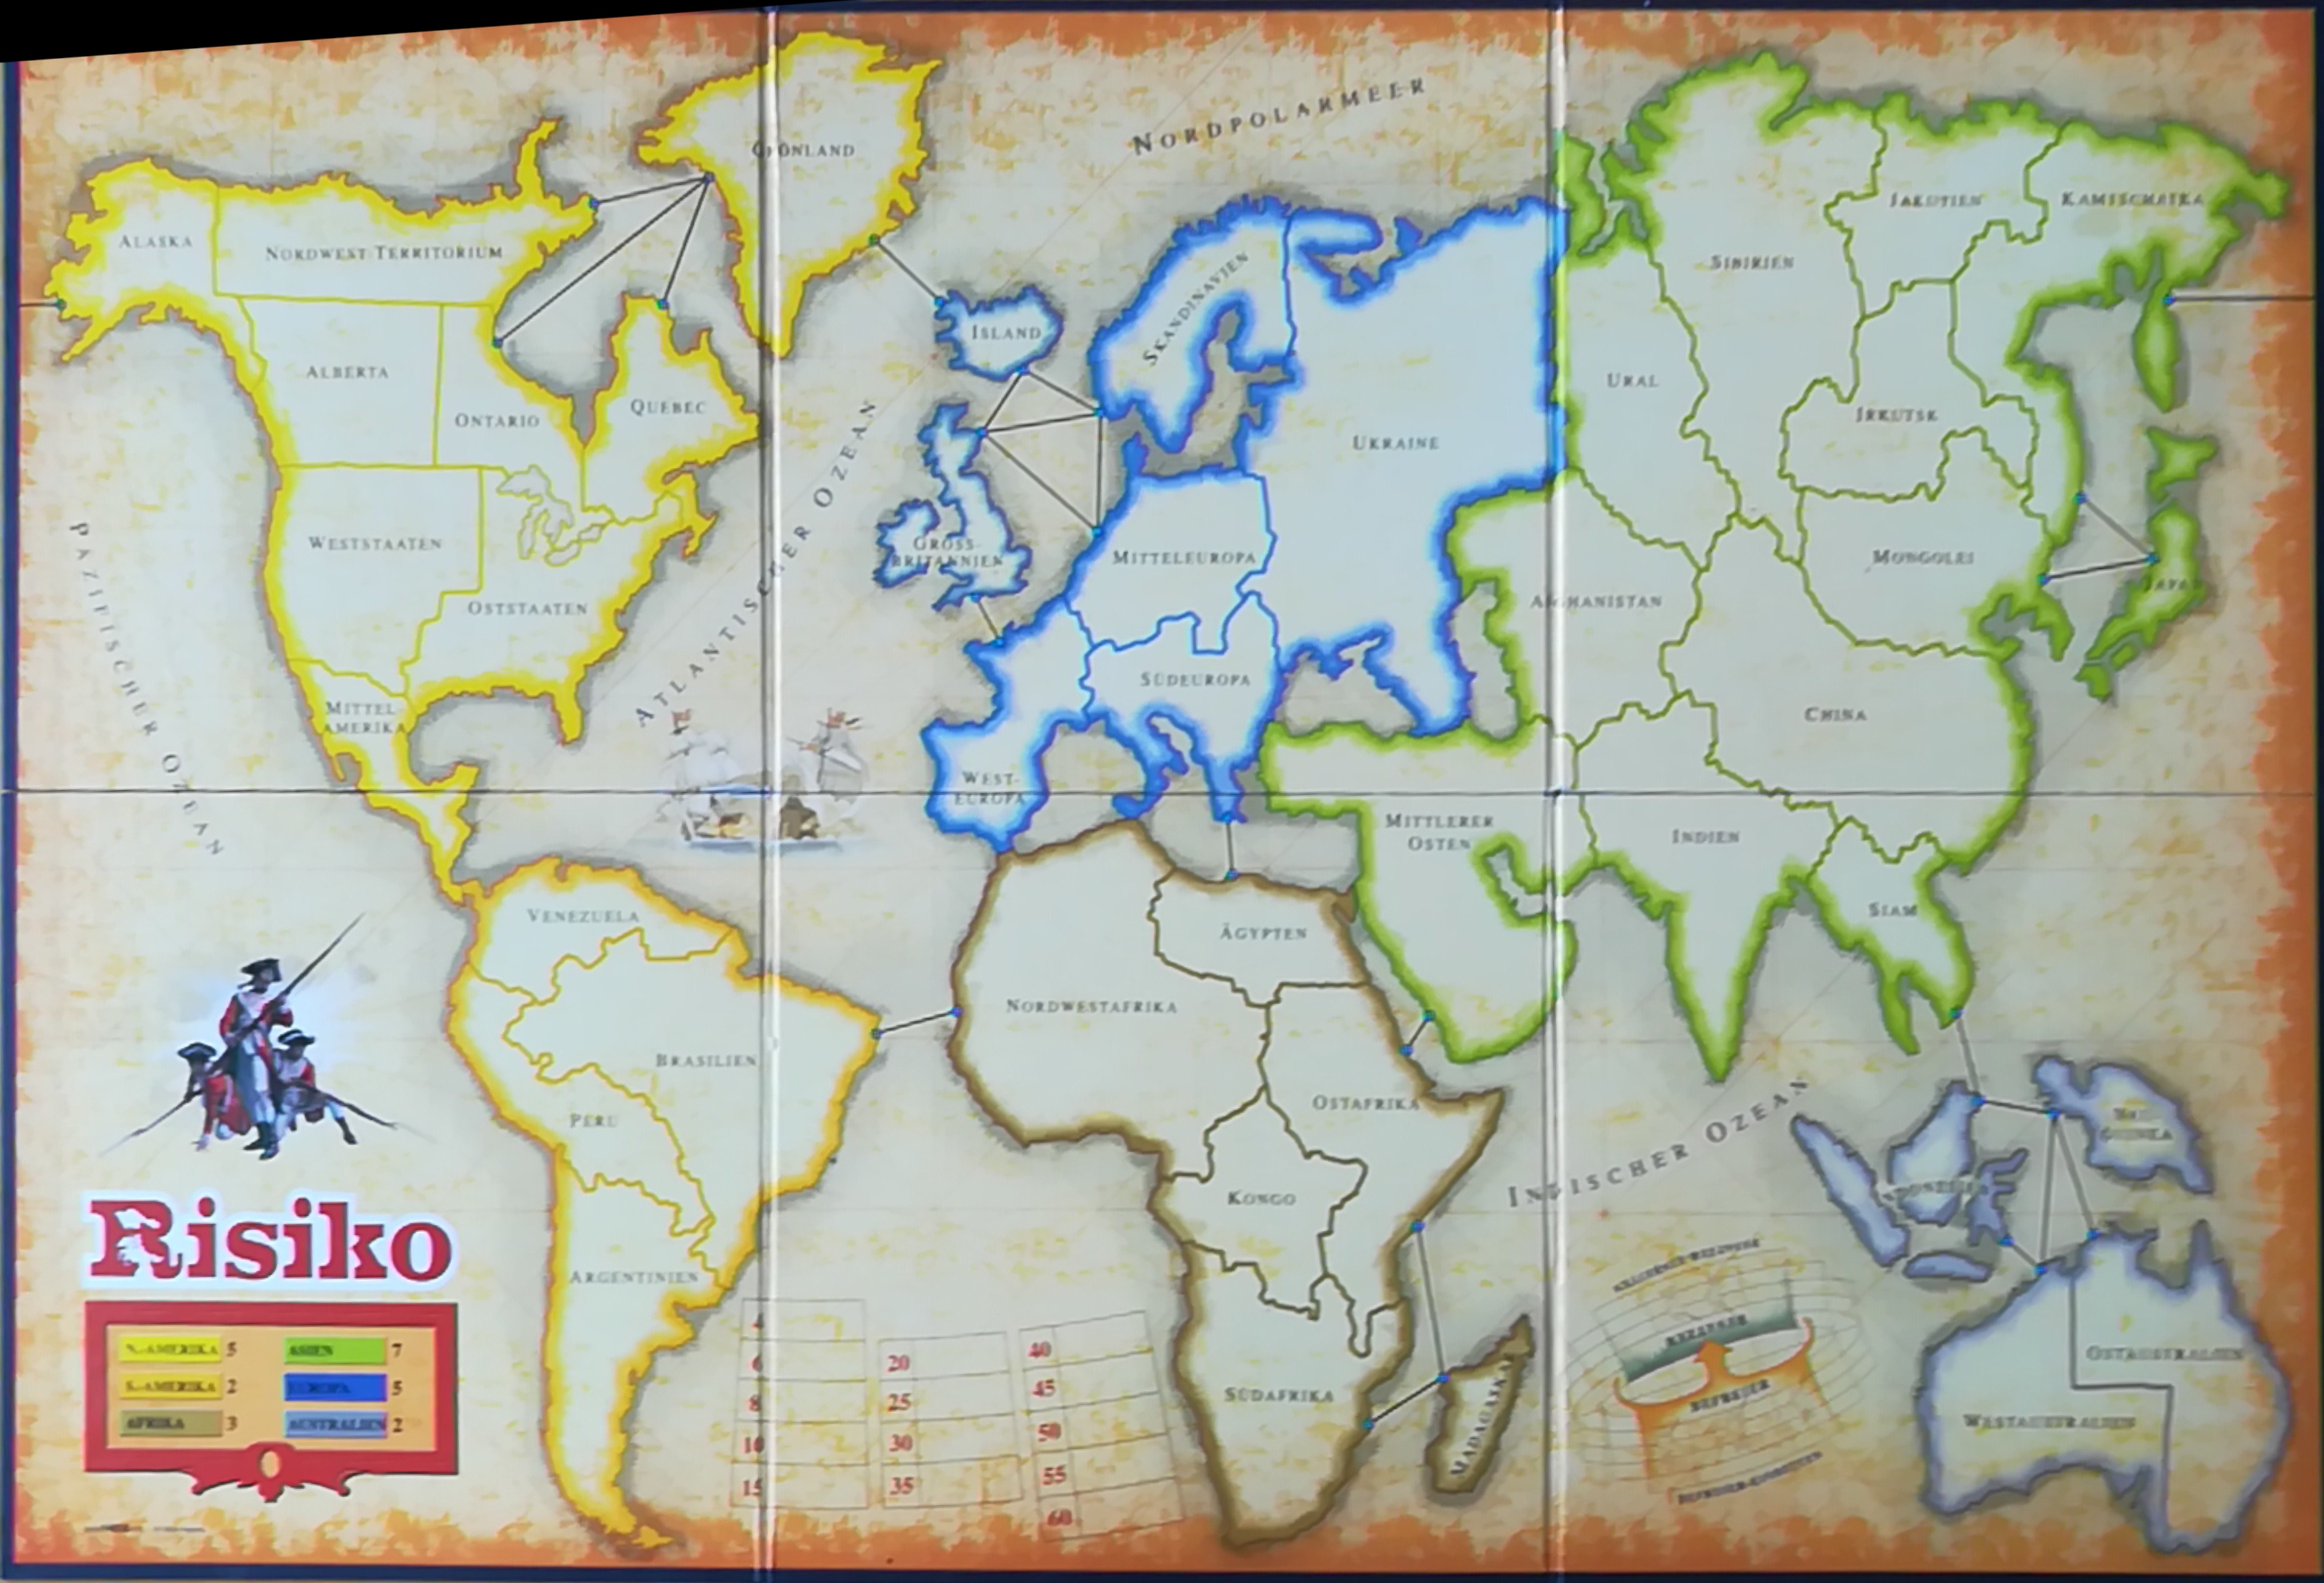 NORDPOLARMEER
GRÖNLAND
ALASKA
NORDWEST TERRITORIUM
ISLAND
SKANDINAVIEN
SIBIRIEN
JAKUTIEN
KAMTSCHATKA
ALBERTA
ONTARIO
QUEBEC
UKRAINE
URAL
IRKUTSK
WESTSTAATEN
OSTSTAATEN
GROSS-
BRITANNIEN
MITTELEUROPA
AFGHANISTAN
MONGOLEI
JAPAN
MITTEL-
AMERIKA
SÜDEUROPA
CHINA
WEST-
EUROPA
MITTLERER
OSTEN
INDIEN
SIAM
PAZIFISCHER OZEAN
ATLANTISCHER OZEAN
VENEZUELA
BRASILIEN
PERU
ARGENTINIEN
NORDWESTAFRIKA
ÄGYPTEN
OSTAFRIKA
KONGO
SÜDAFRIKA
MADAGASKAR
INDISCHER OZEAN
NEU-
GUINEA
INDONESIEN
OSTAUSTRALIEN
WESTAUSTRALIEN
Risiko
N.-AMERIKA 5
S.-AMERIKA 2
AFRIKA 3
ASIEN 7
EUROPA 5
AUSTRALIEN 2
4
6
8
10
15
20
25
30
35
40
45
50
55
60
BEFREIER